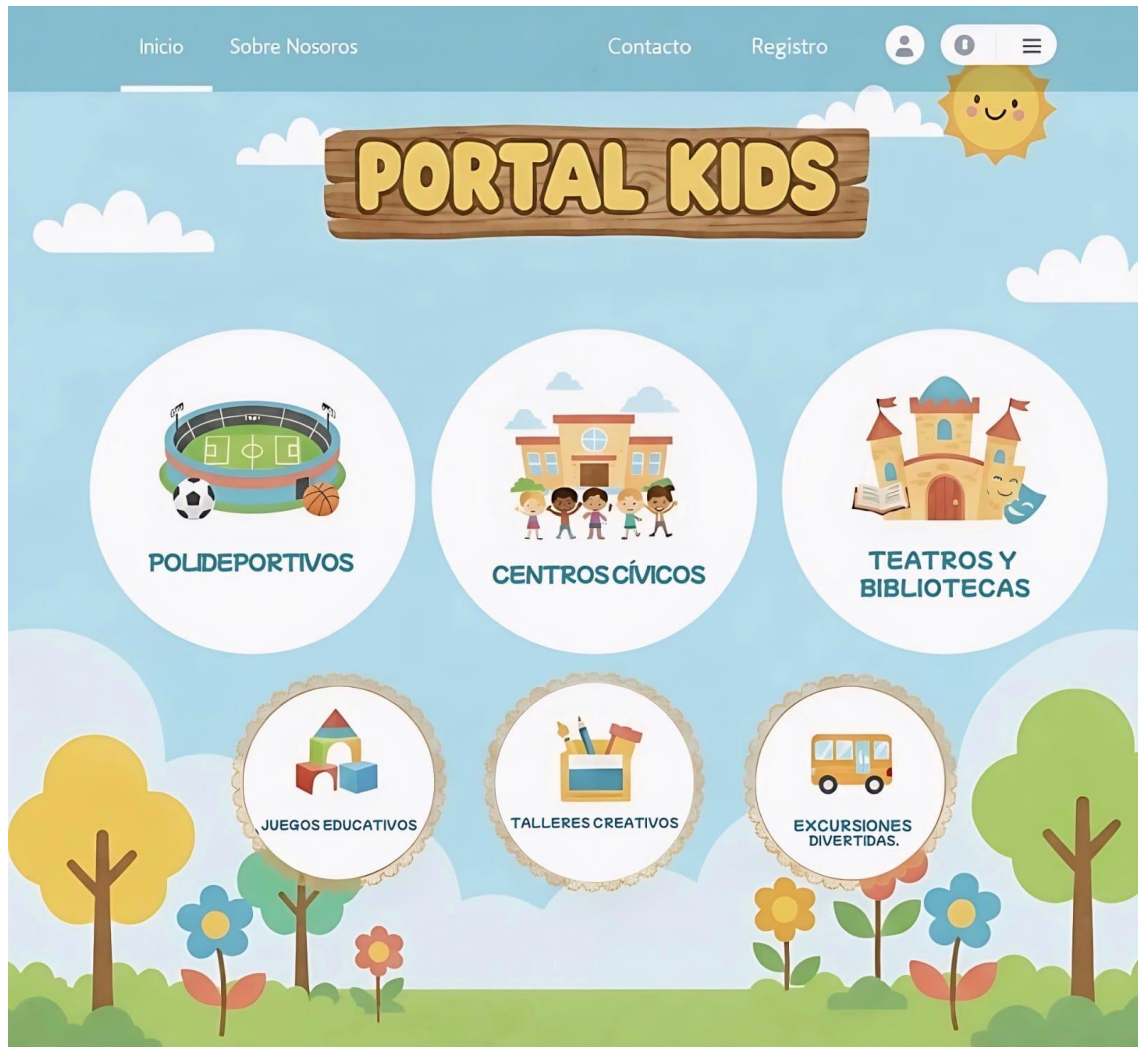 Inicio Sobre Nosoros Contacto Registro
PORTAL KIDS
POLIDEPORTIVOS
CENTROS CÍVICOS
TEATROS Y
BIBLIOTECAS
JUEGOS EDUCATIVOS
TALLERES CREATIVOS
EXCURSIONES
DIVERTIDAS.